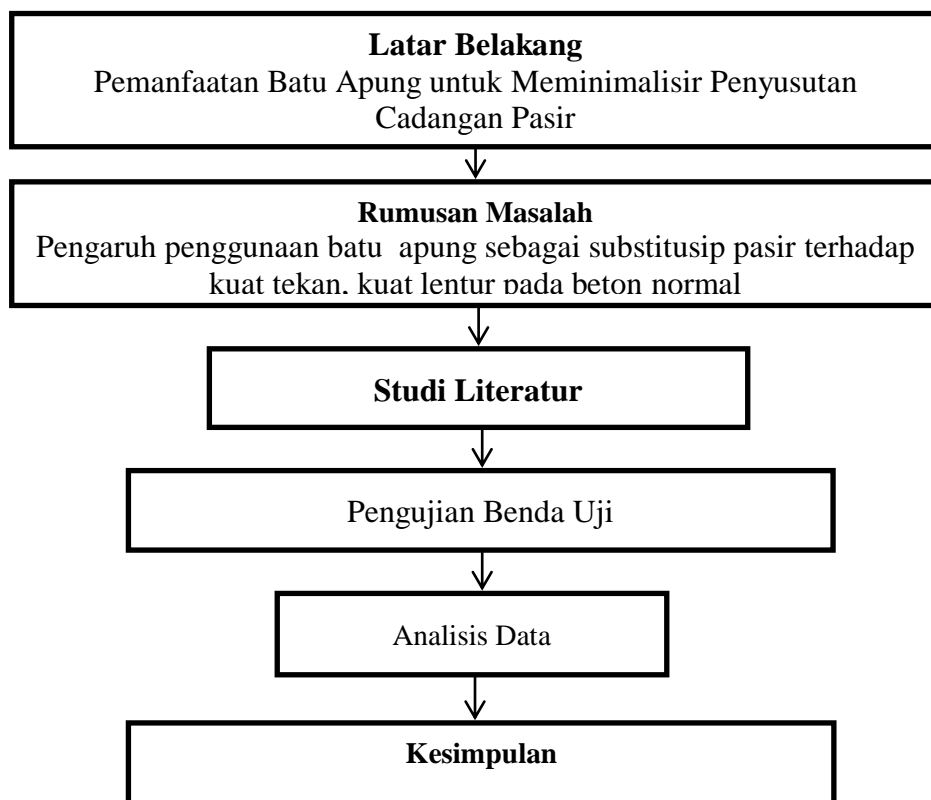 Latar Belakang
Pemanfaatan Batu Apung untuk Meminimalisir Penyusutan
Cadangan Pasir
Rumusan Masalah
Pengaruh penggunaan batu apung sebagai substitusip pasir terhadap
kuat tekan, kuat lentur pada beton normal
Studi Literatur
Pengujian Benda Uji
Analisis Data
Kesimpulan